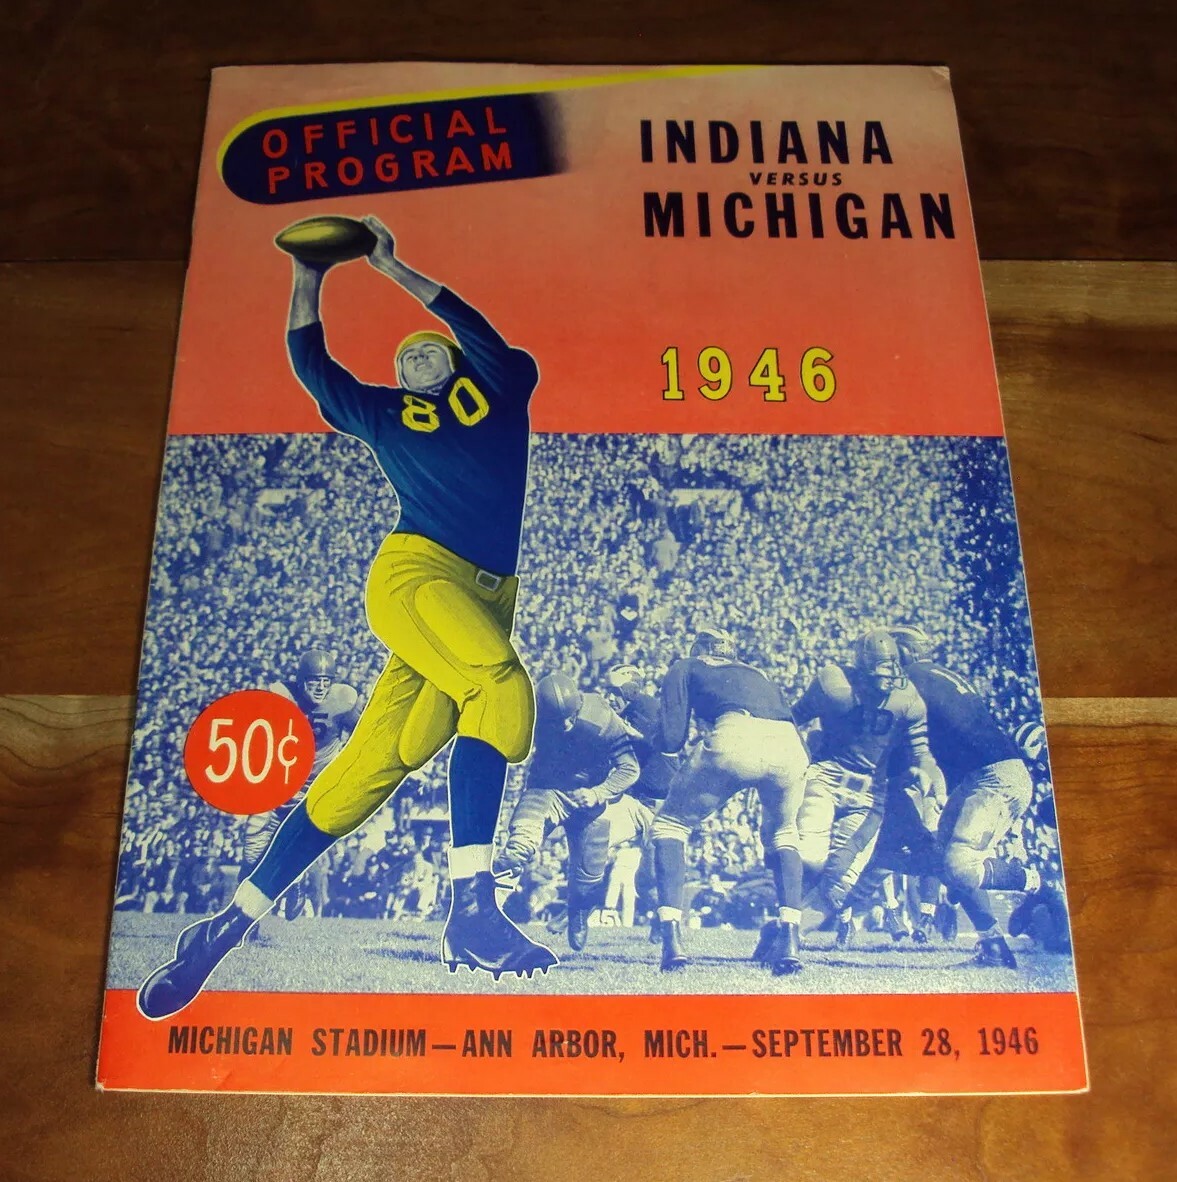 OFFICIAL
PROGRAM
INDIANA
VERSUS
MICHIGAN
1946
80
50¢
MICHIGAN STADIUM—ANN ARBOR, MICH.—SEPTEMBER 28, 1946